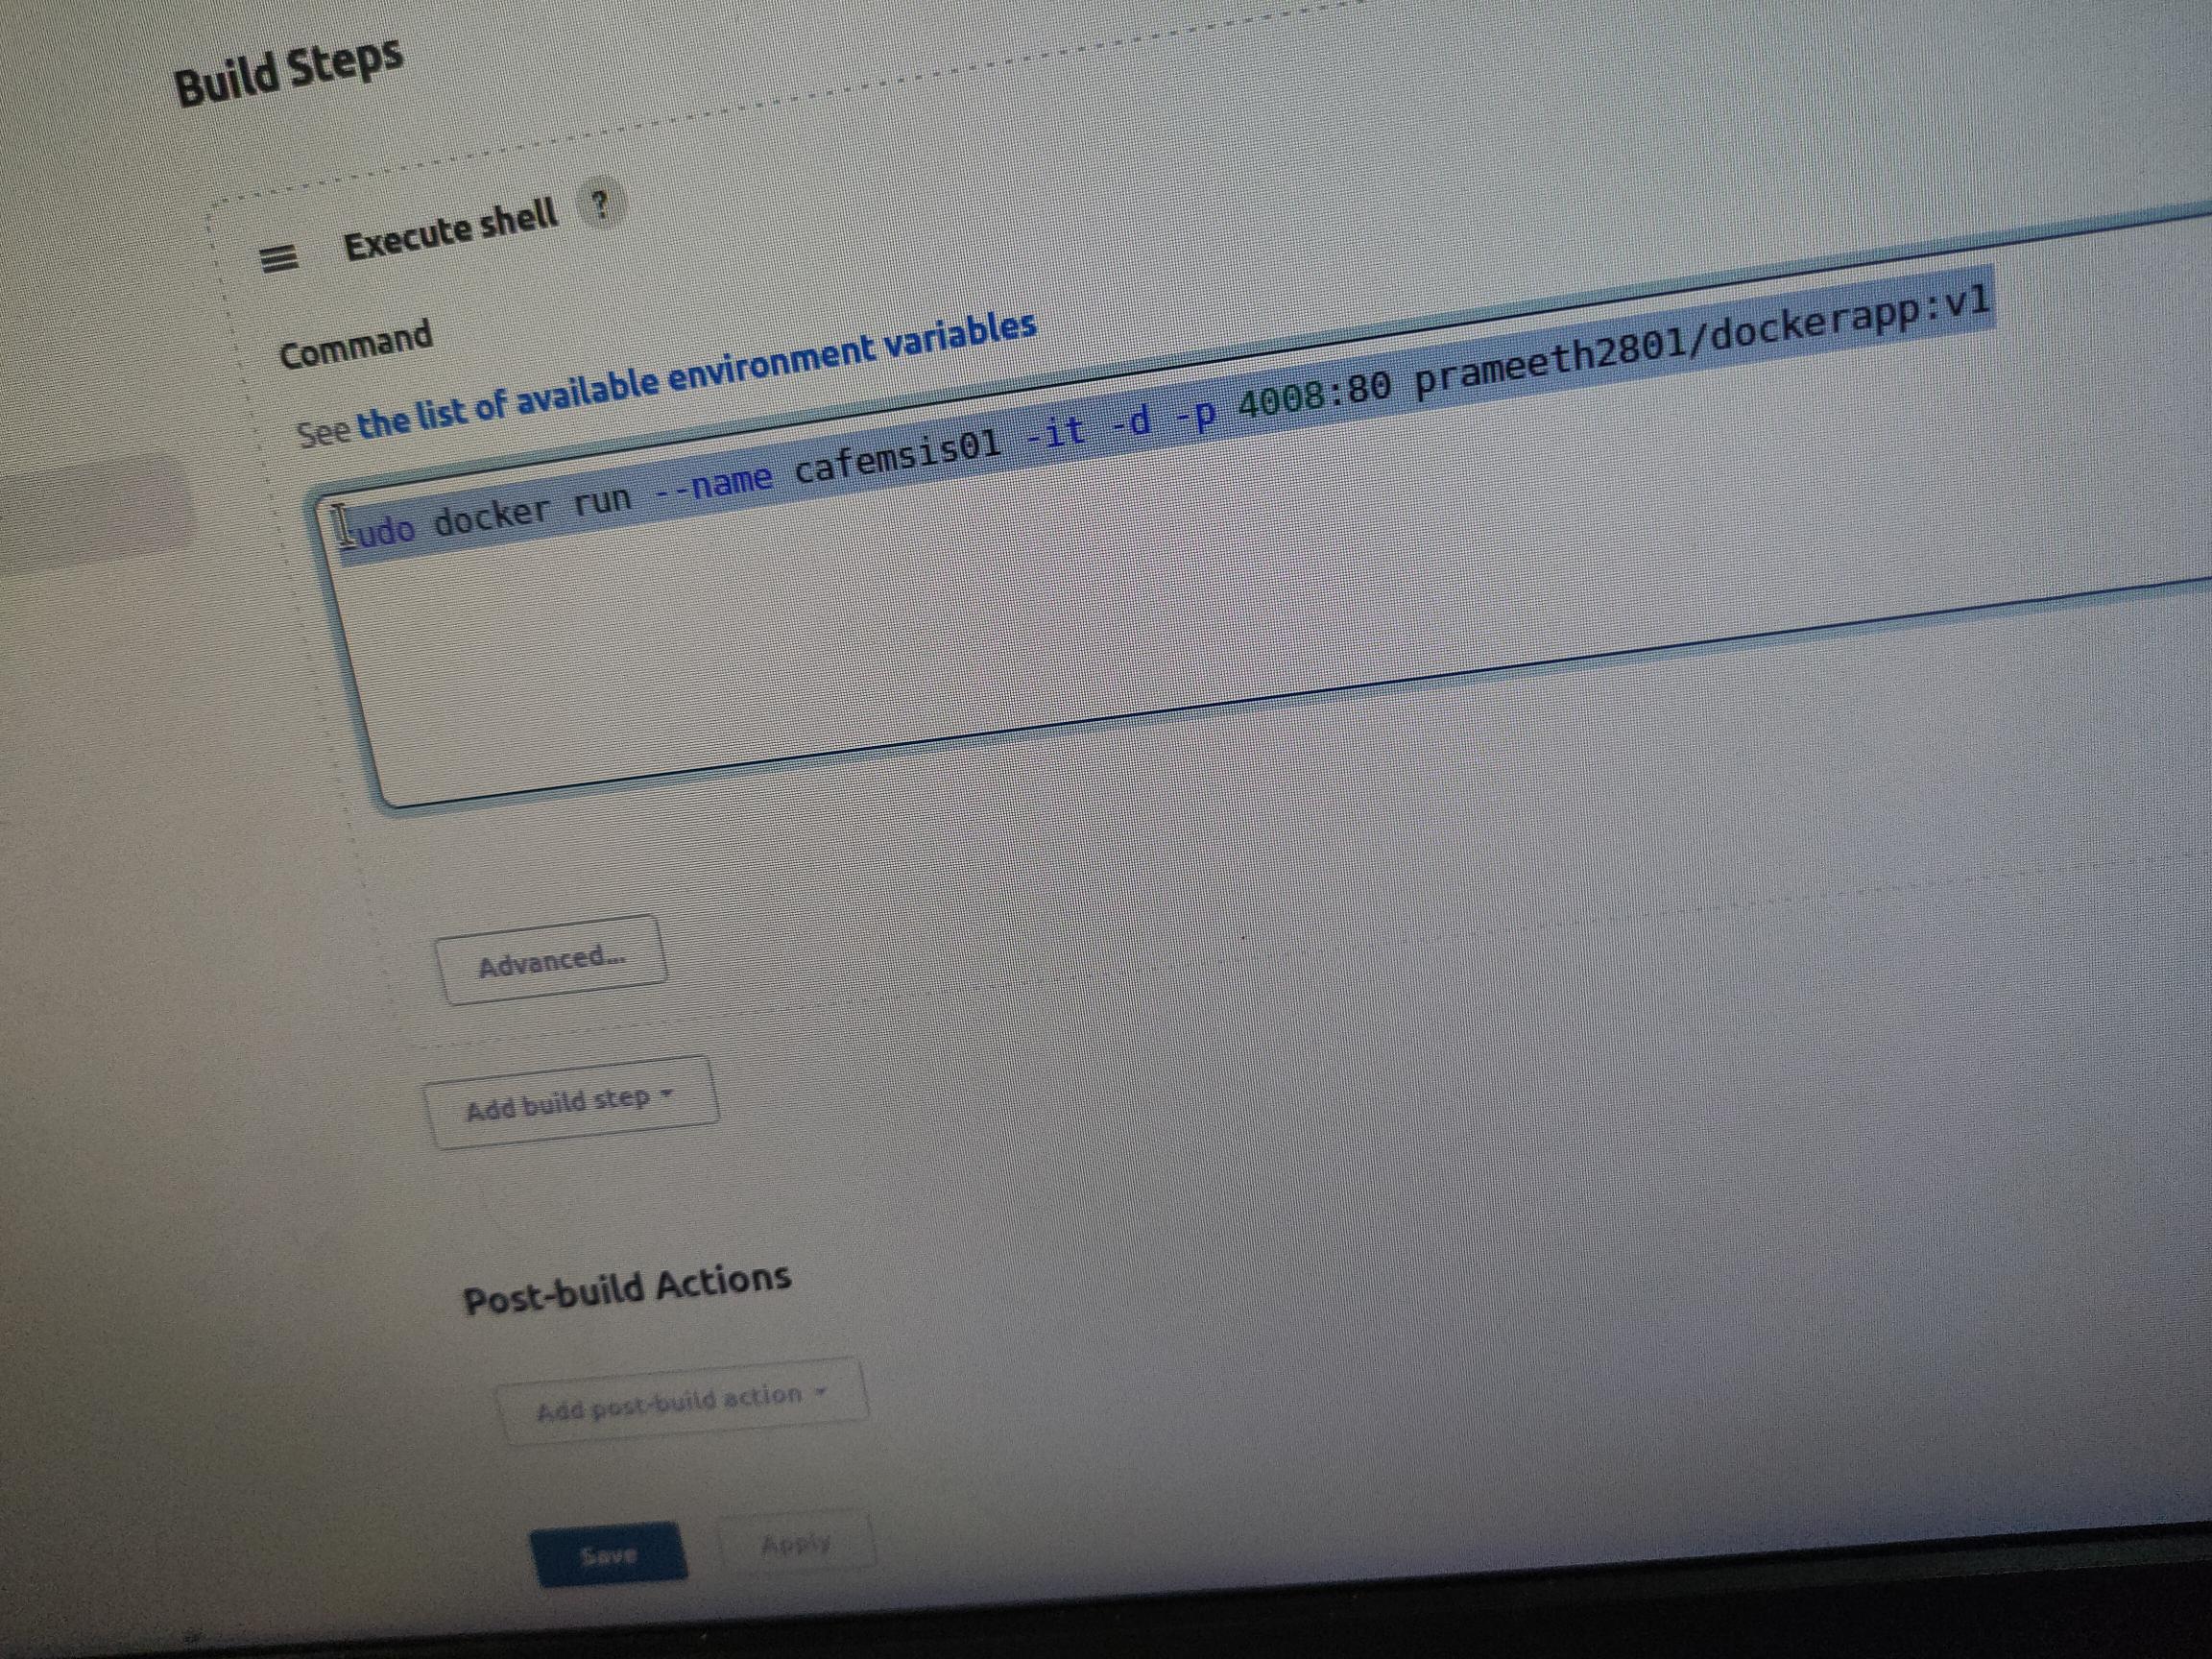 Build Steps
Execute shell ?
Command
See the list of available environment variables
sudo docker run --name cafemsis01 -it -d -p 4008:80 prameeth2801/dockerapp:v1
Advanced...
Add build step
Post-build Actions
Add post-build action
Save Apply